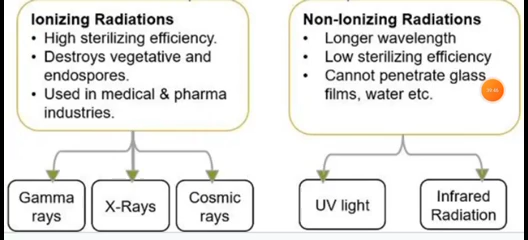 Ionizing Radiations
• High sterilizing efficiency.
• Destroys vegetative and
endospores.
• Used in medical & pharma
industries.
Gamma
rays
X-Rays
Cosmic
rays
Non-Ionizing Radiations
• Longer wavelength
• Low sterilizing efficiency
• Cannot penetrate glass
films, water etc.
UV light
Infrared
Radiation